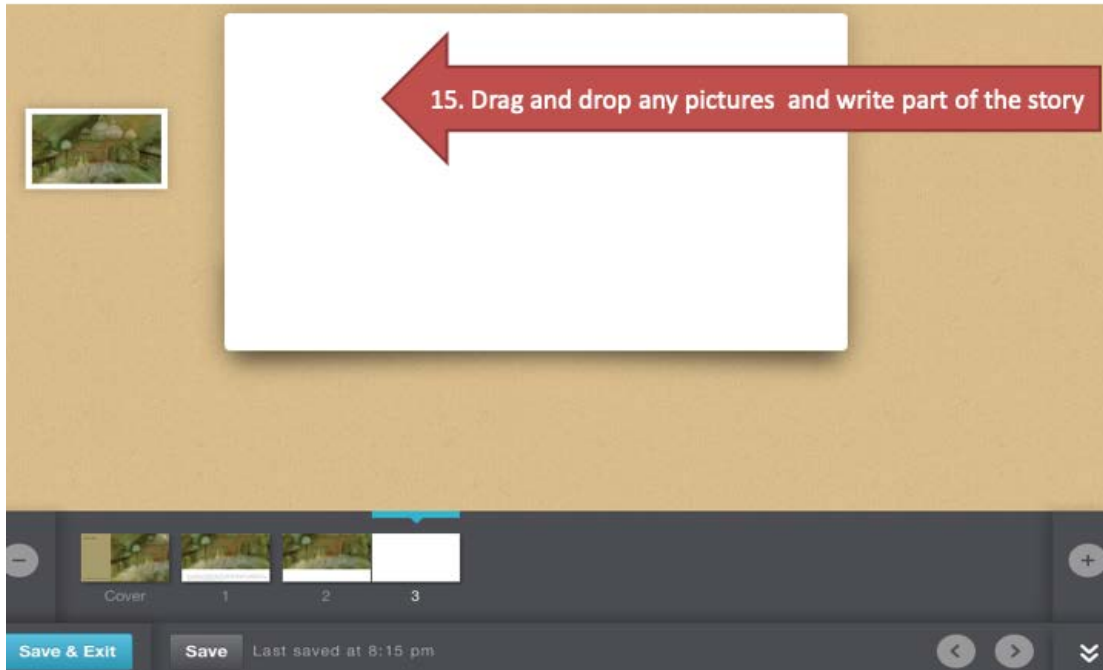 15. Drag and drop any pictures and write part of the story
Cover
1
2
3
Save & Exit
Save
Last saved at 8:15 pm